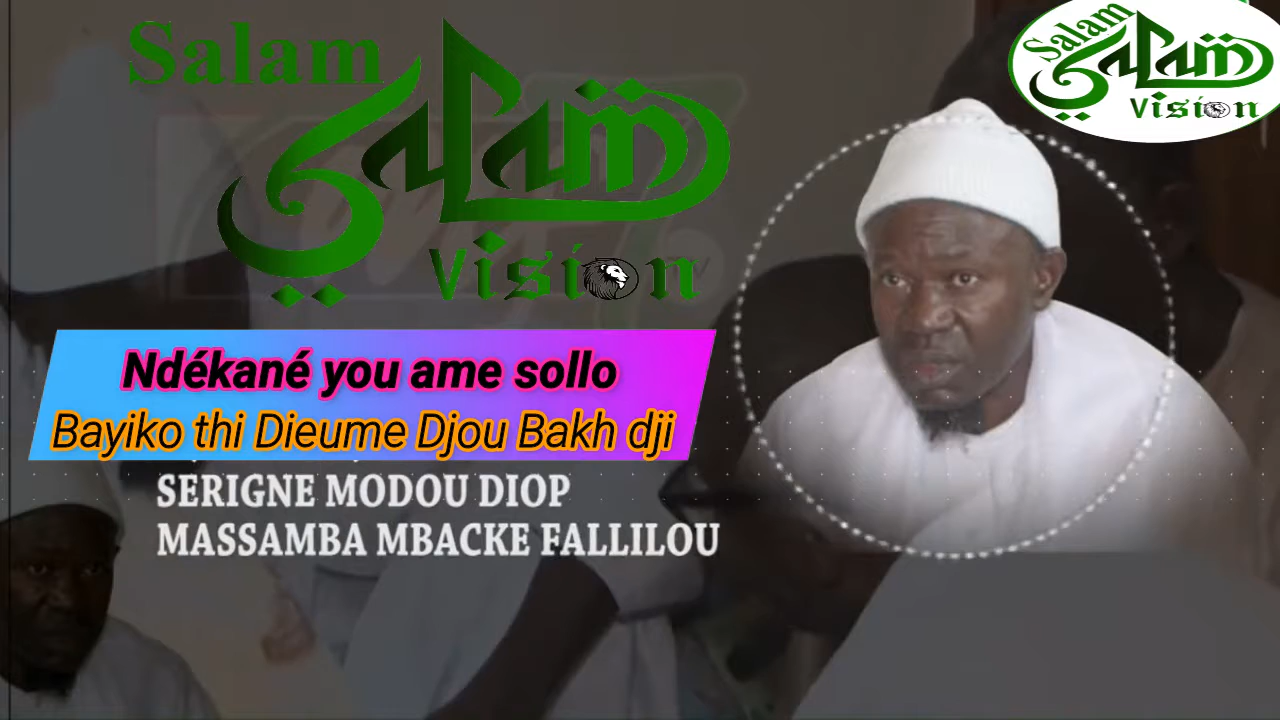 Salam
Salam
Vision
Salam
Salam
Vision
Ndékané you ame sollo
Bayiko thi Dieume Djou Bakh dji
SERIGNE MODOU DIOP
MASSAMBA MBACKE FALLILOU